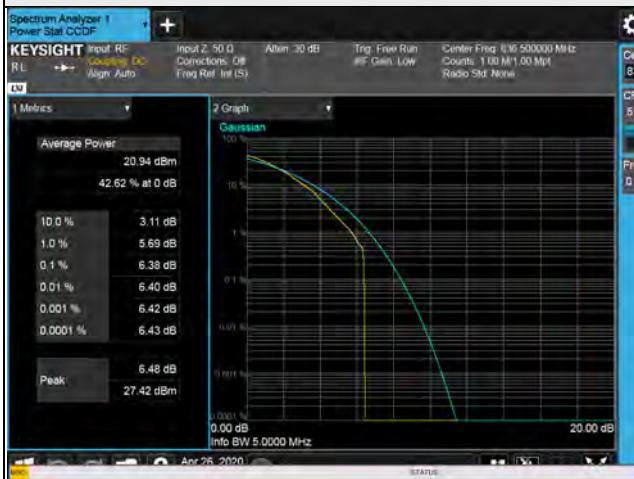 Spectrum Analyzer 1
Power Stat CCDF
+
KEYSIGHT
RL
Input: RF
Coupling: DC
Align: Auto
Input Z: 50 Ω
Corrections: Off
Freq Ref: Int (S)
Atten: 30 dB
Trig: Free Run
#IF Gain: Low
Center Freq: 836.500000 MHz
Counts: 1.00 M/1.00 Mpt
Radio Std: None
LW
1 Metrics
Average Power
20.94 dBm
42.62 % at 0 dB
10.0 % 3.11 dB
1.0 % 5.69 dB
0.1 % 6.38 dB
0.01 % 6.40 dB
0.001 % 6.42 dB
0.0001 % 6.43 dB
Peak
6.48 dB
27.42 dBm
2 Graph
Gaussian
100 %
10 %
1 %
0.1 %
0.01 %
0.001 %
0.0001 %
0.00 dB
20.00 dB
Info BW 5.0000 MHz
Apr 26, 2020
MSG
STATUS